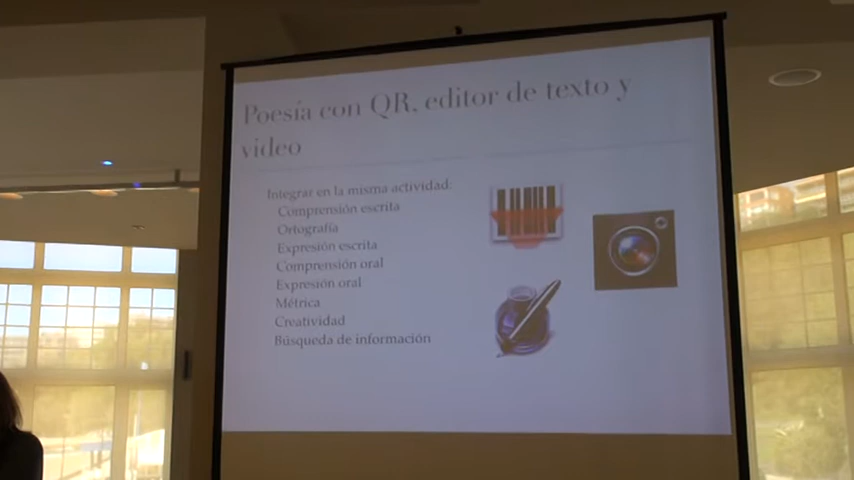 Poesía con QR, editor de texto y
video
Integrar en la misma actividad:
Comprensión escrita
Ortografía
Expresión escrita
Comprensión oral
Expresión oral
Métrica
Creatividad
Búsqueda de información